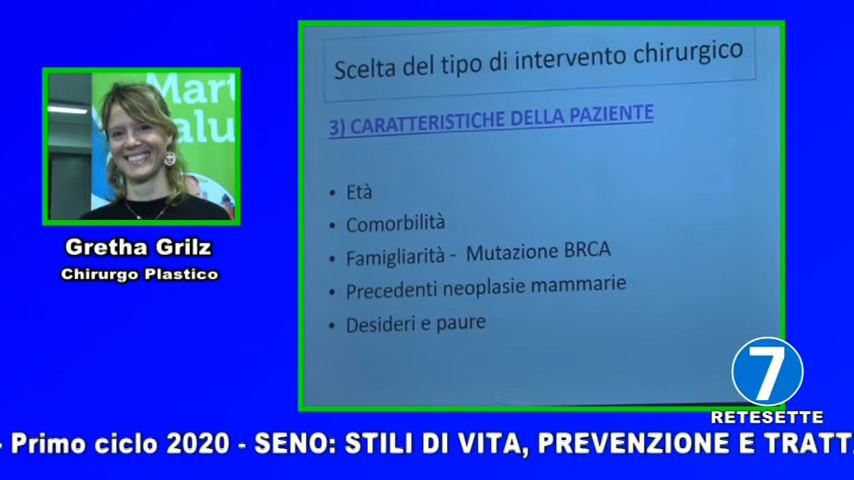 Mart
alu
Gretha Grilz
Chirurgo Plastico
Scelta del tipo di intervento chirurgico
3) CARATTERISTICHE DELLA PAZIENTE
• Età
• Comorbilità
• Famigliarità - Mutazione BRCA
• Precedenti neoplasie mammarie
• Desideri e paure
7
RETESETTE
- Primo ciclo 2020 - SENO: STILI DI VITA, PREVENZIONE E TRATT